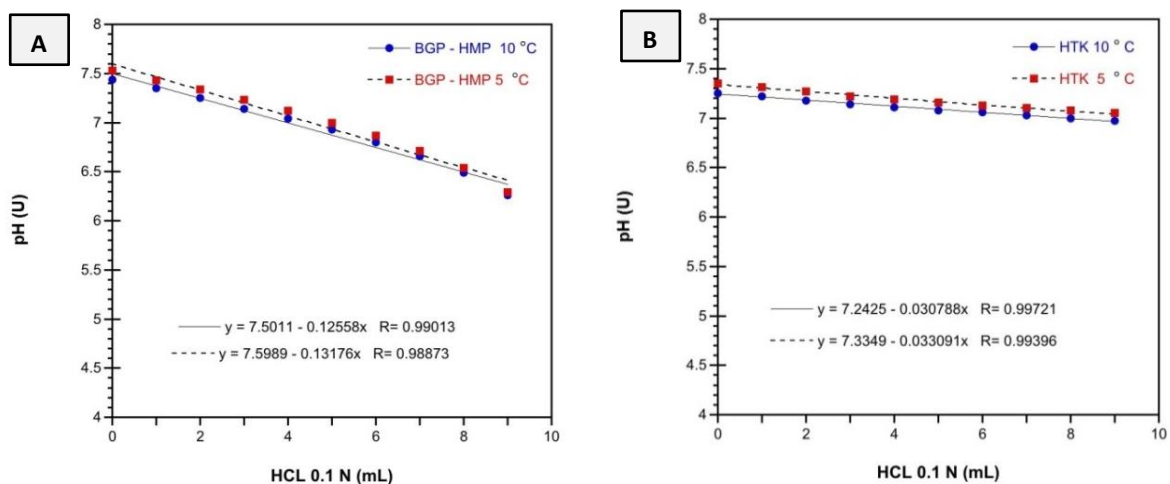 A
8
7.5
7
6.5
6
5.5
5
4.5
4
0
2
4
6
8
10
pH (U)
HCL 0.1 N (mL)
BGP - HMP 10 °C
BGP - HMP 5 °C
y = 7.5011 - 0.12558x R= 0.99013
y = 7.5989 - 0.13176x R= 0.98873
B
8
7.5
7
6.5
6
5.5
5
4.5
4
0
2
4
6
8
10
pH (U)
HCL 0.1 N (mL)
HTK 10 ° C
HTK 5 ° C
y = 7.2425 - 0.030788x R= 0.99721
y = 7.3349 - 0.033091x R= 0.99396